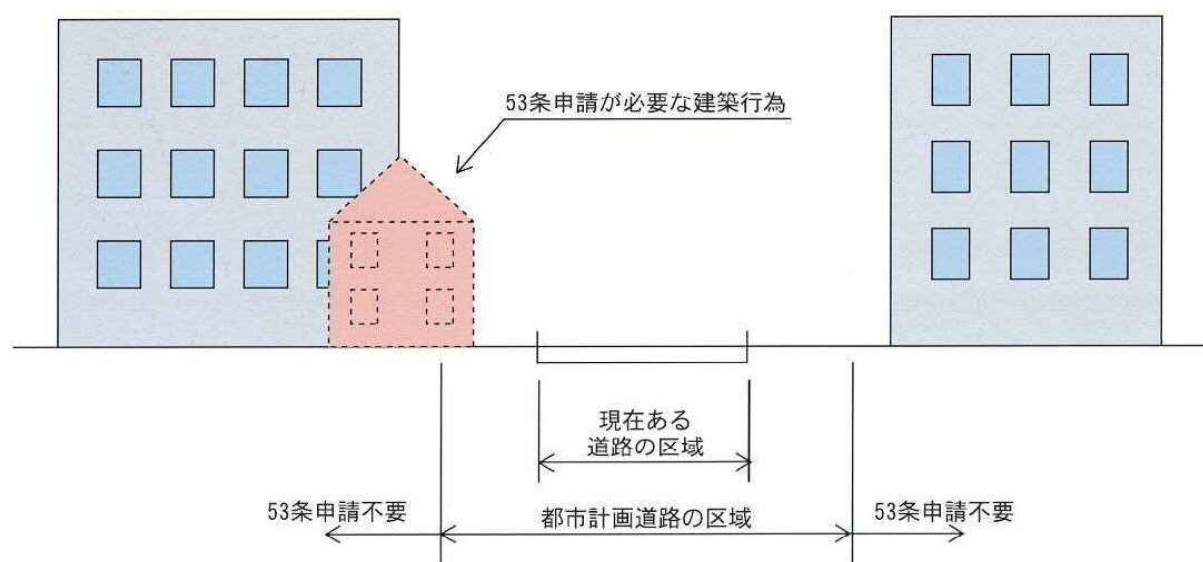 53条申請が必要な建築行為
現在ある
道路の区域
53条申請不要
都市計画道路の区域
53条申請不要